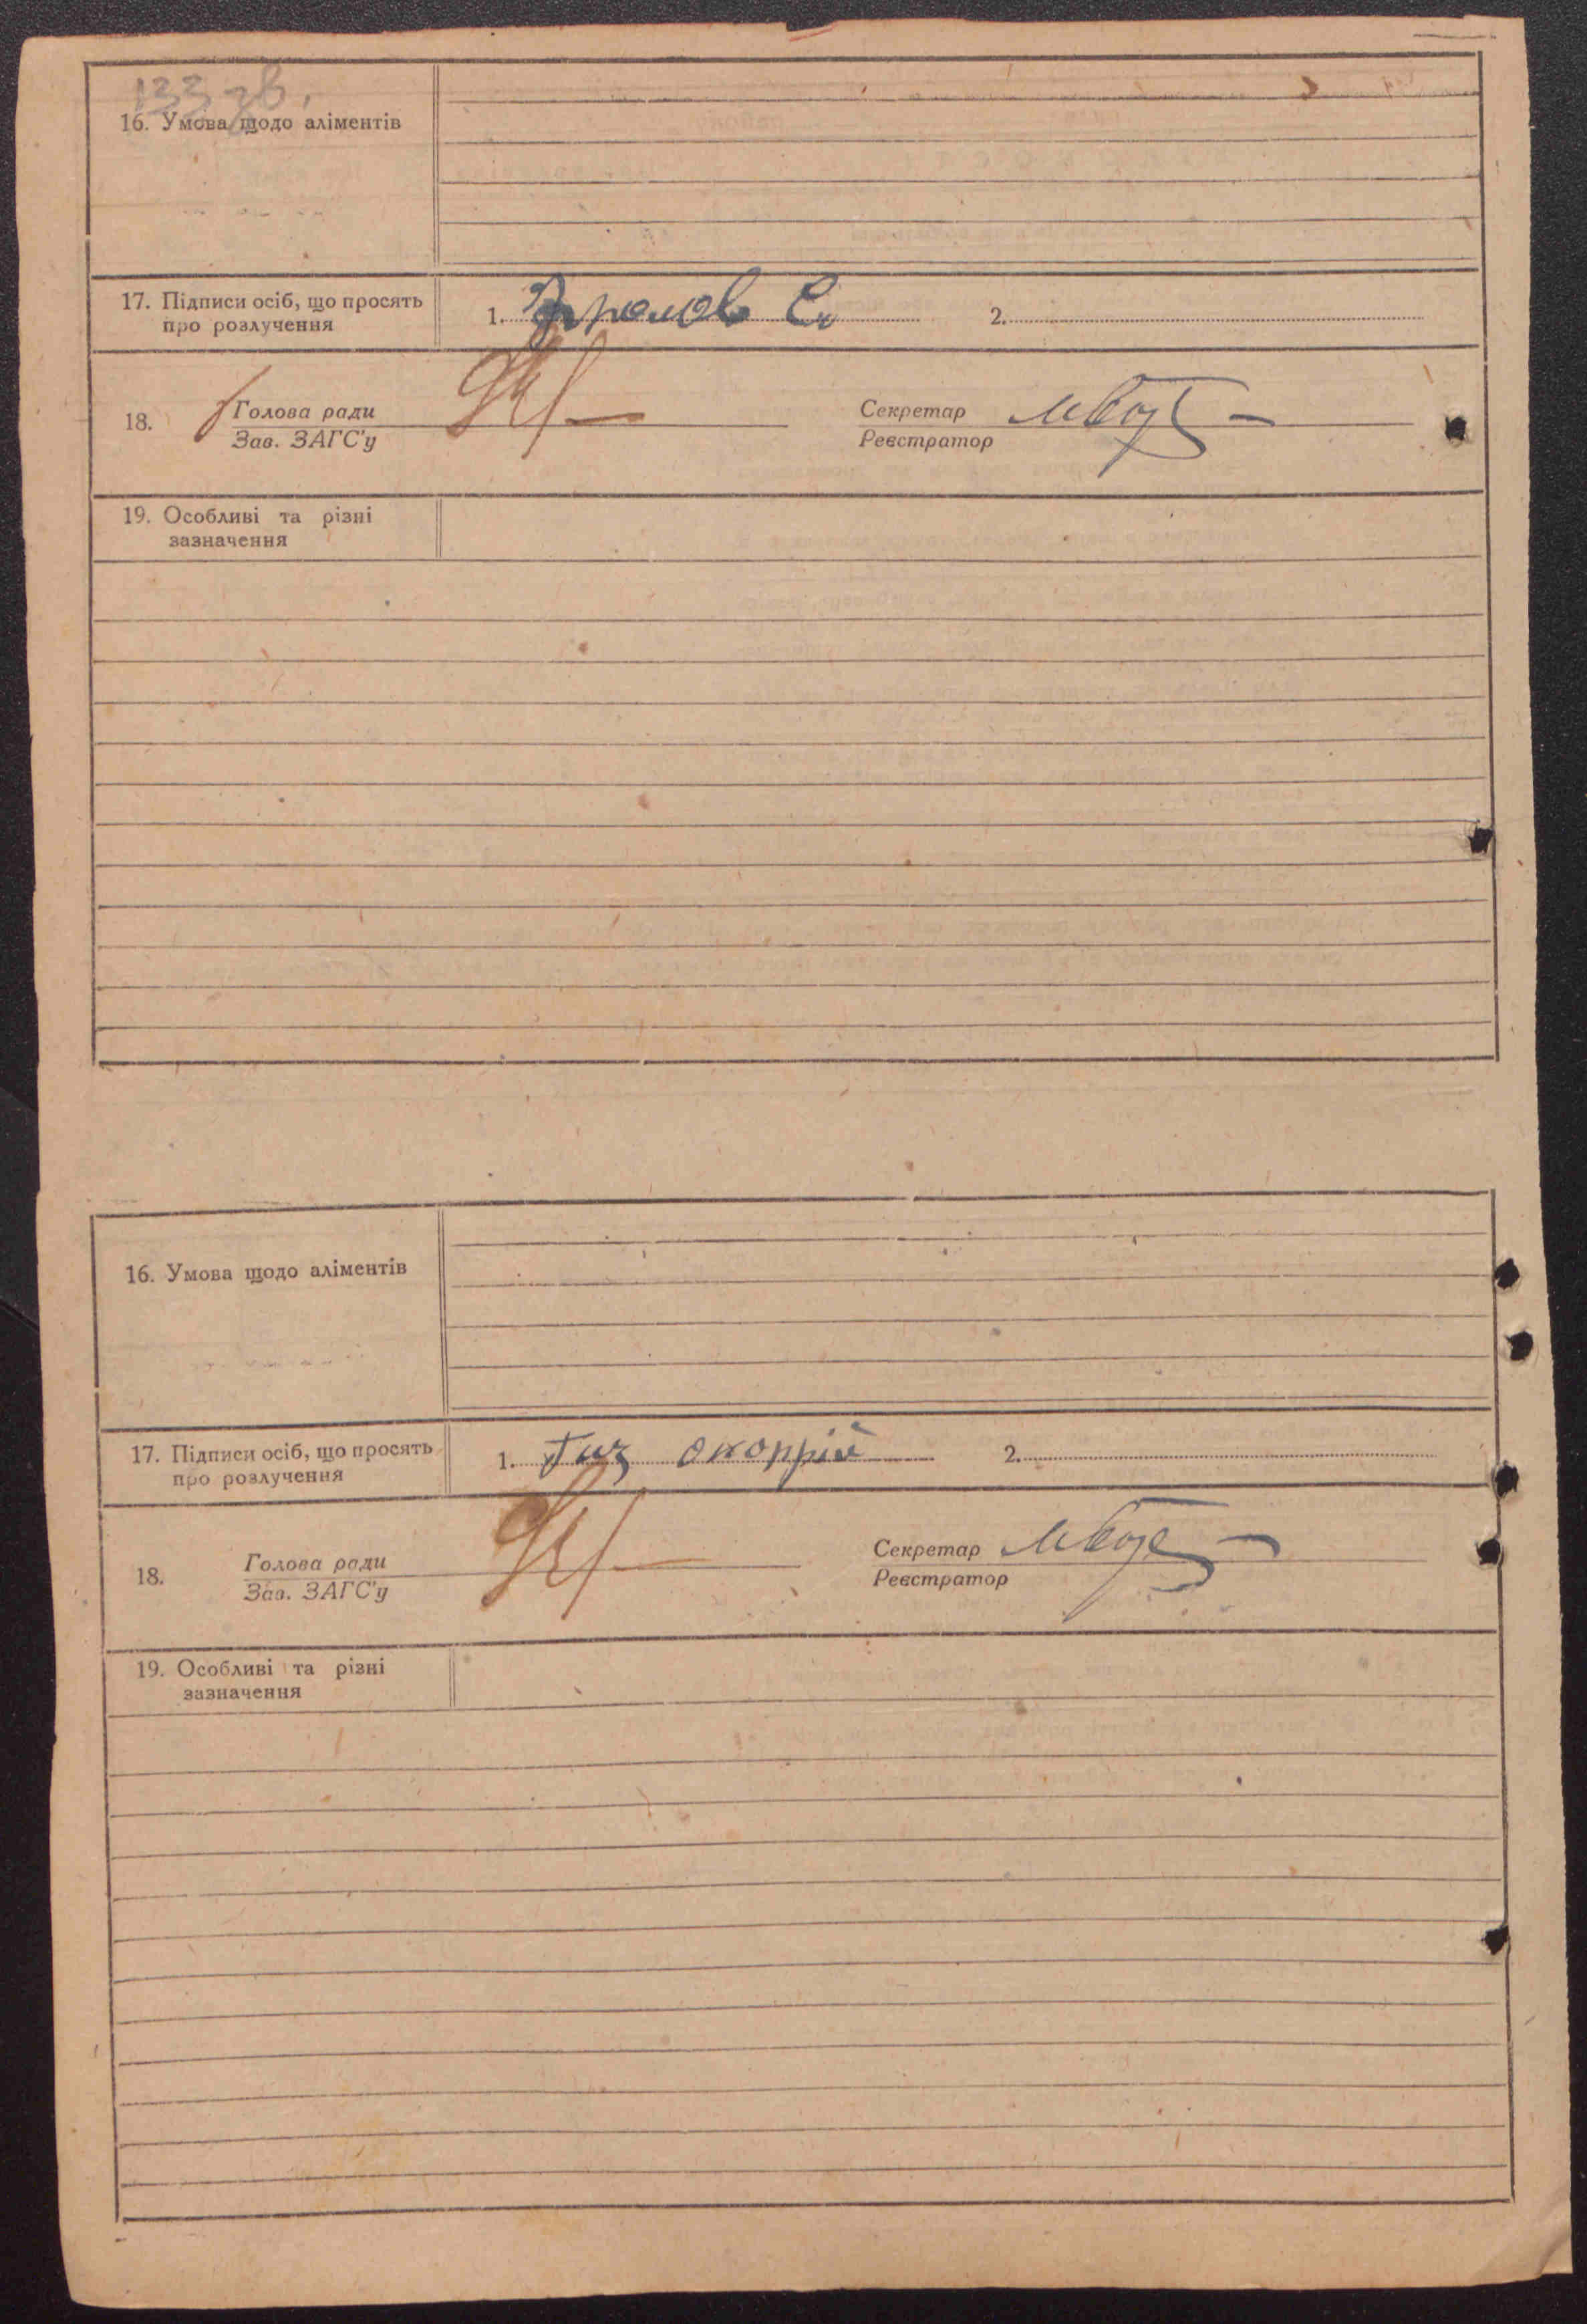 133 зв.
16. Умова щодо аліментів
17. Підписи осіб, що просять
про розлучення
1. 2.
18. Голова ради
Зав. ЗАГС'у
Секретар
Реєстратор
19. Особливі та різні
зазначення
16. Умова щодо аліментів
17. Підписи осіб, що просять
про розлучення
1. 2.
18. Голова ради
Зав. ЗАГС'у
Секретар
Реєстратор
19. Особливі та різні
зазначення